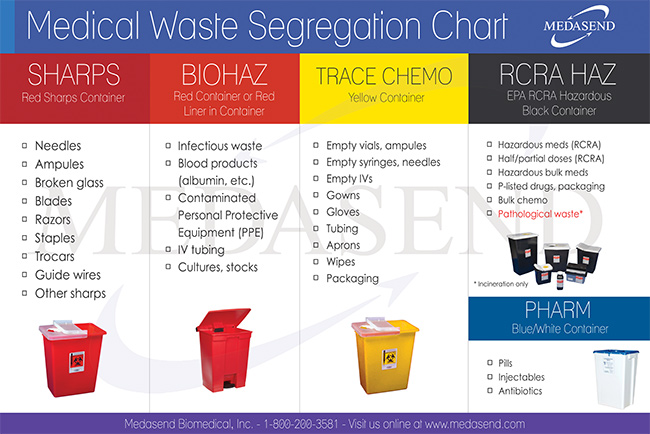 Medical Waste Segregation Chart
MEDASEND
SHARPS
Red Sharps Container
Needles
Ampules
Broken glass
Blades
Razors
Staples
Trocars
Guide wires
Other sharps
BIOHAZ
Red Container or Red
Liner in Container
Infectious waste
Blood products
(albumin, etc.)
Contaminated
Personal Protective
Equipment (PPE)
IV tubing
Cultures, stocks
TRACE CHEMO
Yellow Container
Empty vials, ampules
Empty syringes, needles
Empty IVs
Gowns
Gloves
Tubing
Aprons
Wipes
Packaging
RCRA HAZ
EPA RCRA Hazardous
Black Container
Hazardous meds (RCRA)
Half/partial doses (RCRA)
Hazardous bulk meds
P-listed drugs, packaging
Bulk chemo
Pathological waste*
* Incineration only
PHARM
Blue/White Container
Pills
Injectables
Antibiotics
MEDASEND
Medasend Biomedical, Inc. - 1-800-200-3581 - Visit us online at www.medasend.com